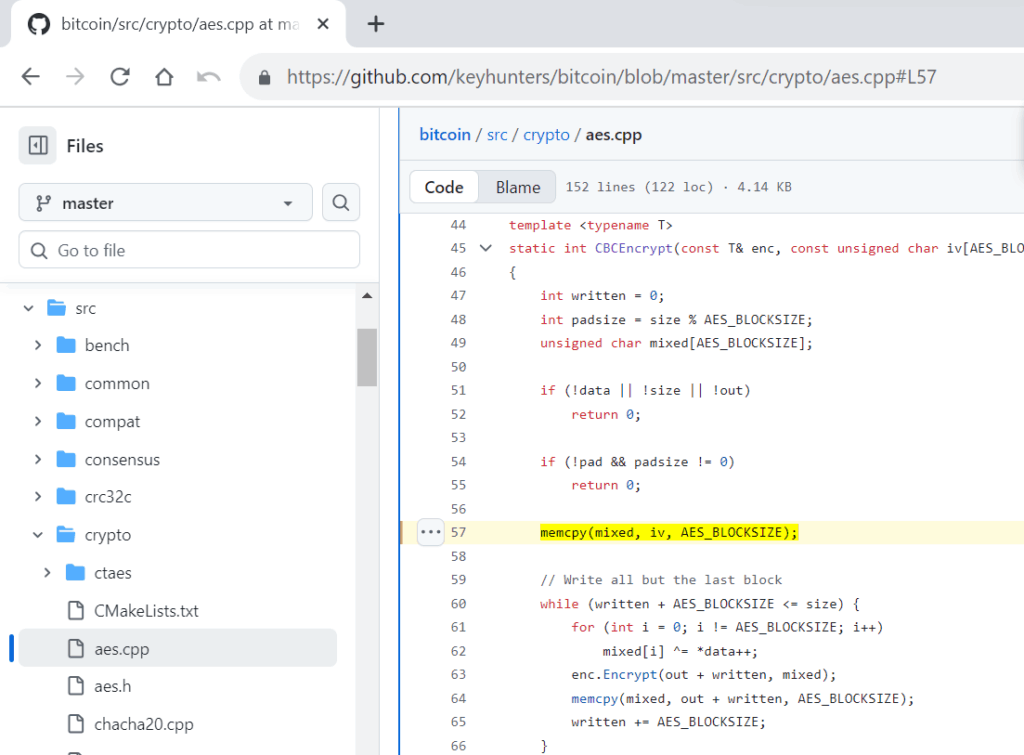 bitcoin/src/crypto/aes.cpp at ma
https://github.com/keyhunters/bitcoin/blob/master/src/crypto/aes.cpp#L57
Files
master
Go to file
src
bench
common
compat
consensus
crc32c
crypto
ctaes
CMakeLists.txt
aes.cpp
aes.h
chacha20.cpp
bitcoin / src / crypto / aes.cpp
Code Blame 152 lines (122 loc) · 4.14 KB
44 template <typename T>
45 static int CBCEncrypt(const T& enc, const unsigned char iv[AES_BLO
46 {
47 int written = 0;
48 int padsize = size % AES_BLOCKSIZE;
49 unsigned char mixed[AES_BLOCKSIZE];
50
51 if (!data || !size || !out)
52 return 0;
53
54 if (!pad && padsize != 0)
55 return 0;
56
57 memcpy(mixed, iv, AES_BLOCKSIZE);
58
59 // Write all but the last block
60 while (written + AES_BLOCKSIZE <= size) {
61 for (int i = 0; i != AES_BLOCKSIZE; i++)
62 mixed[i] ^= *data++;
63 enc.Encrypt(out + written, mixed);
64 memcpy(mixed, out + written, AES_BLOCKSIZE);
65 written += AES_BLOCKSIZE;
66 }